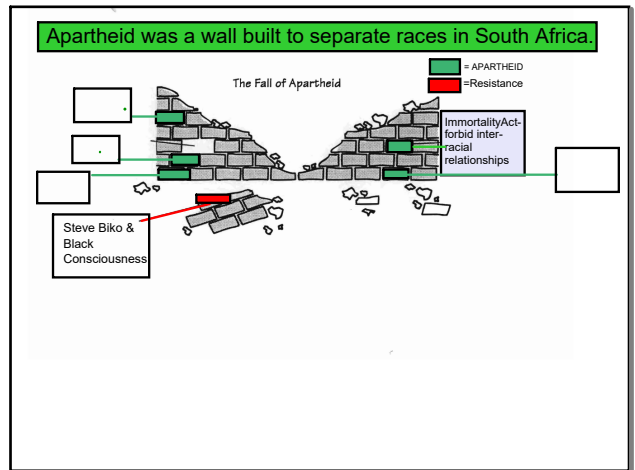 Apartheid was a wall built to separate races in South Africa.
= APARTHEID
=Resistance
The Fall of Apartheid
ImmortalityAct-
forbid inter-
racial
relationships
Steve Biko &
Black
Consciousness